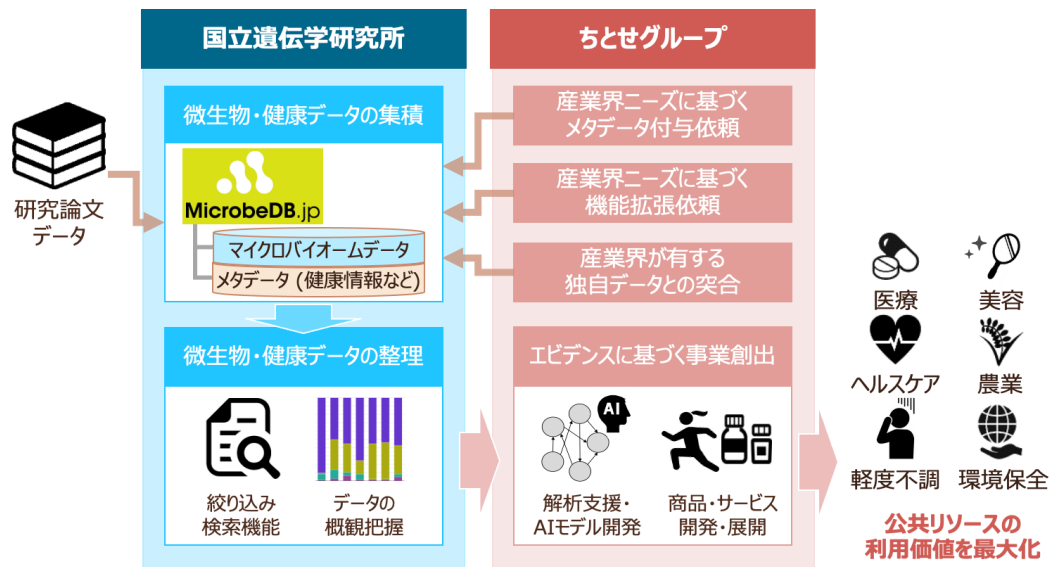 国立遺伝学研究所
ちとせグループ
研究論文
データ
微生物・健康データの集積
MicrobeDB.jp
マイクロバイオームデータ
メタデータ (健康情報など)
産業界ニーズに基づく
メタデータ付与依頼
産業界ニーズに基づく
機能拡張依頼
産業界が有する
独自データとの突合
微生物・健康データの整理
絞り込み
検索機能
データの
概観把握
エビデンスに基づく事業創出
AI
解析支援・
AIモデル開発
商品・サービス
開発・展開
医療
美容
ヘルスケア
農業
軽度不調
環境保全
公共リソースの
利用価値を最大化